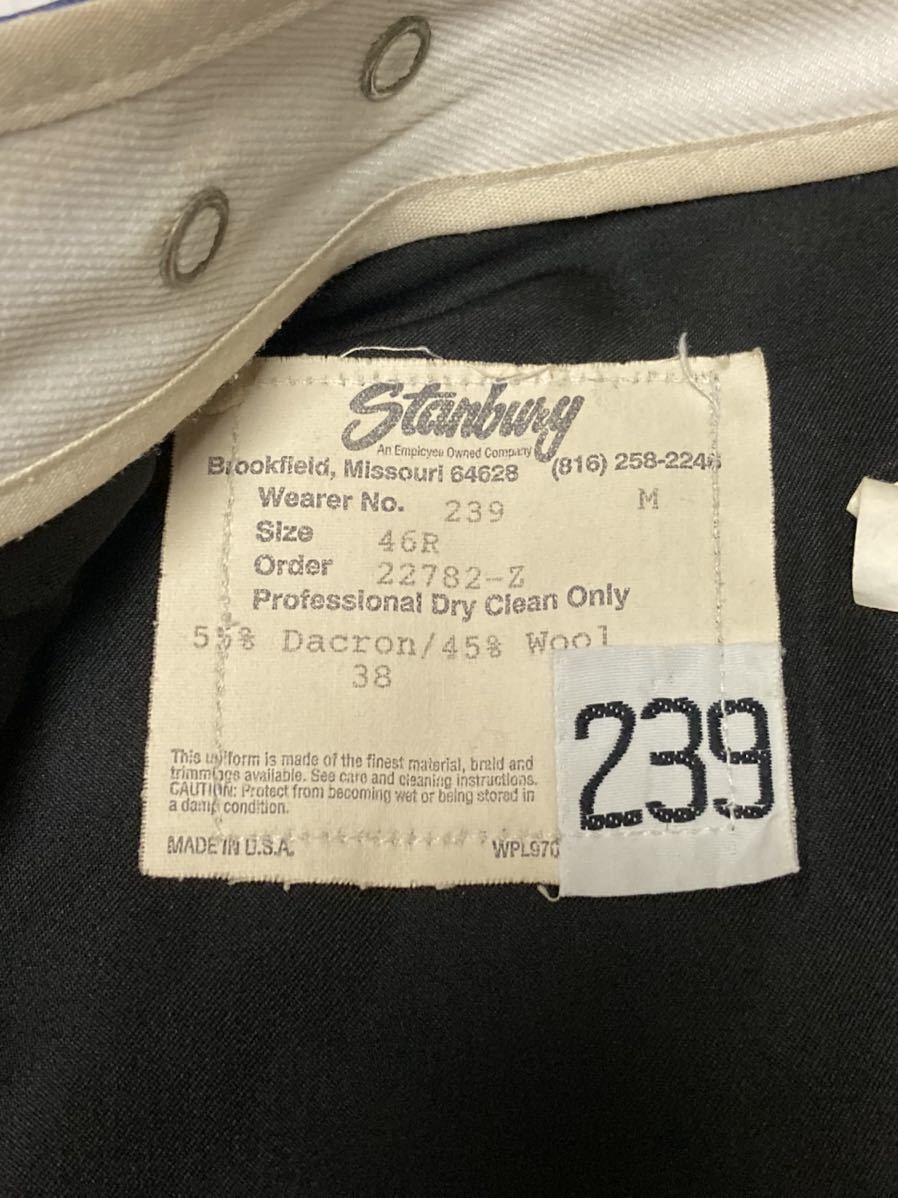 Stanbury
An Employee Owned Company
Brookfield, Missouri 64628 (816) 258-2246
Wearer No. 239 M
Size 46R
Order 22782-Z
Professional Dry Clean Only
55% Dacron/45% Wool
38
239
This uniform is made of the finest material, braid and
trimmings available. See care and cleaning instructions.
CAUTION: Protect from becoming wet or being stored in
a damp condition.
MADE IN U.S.A. WPL970